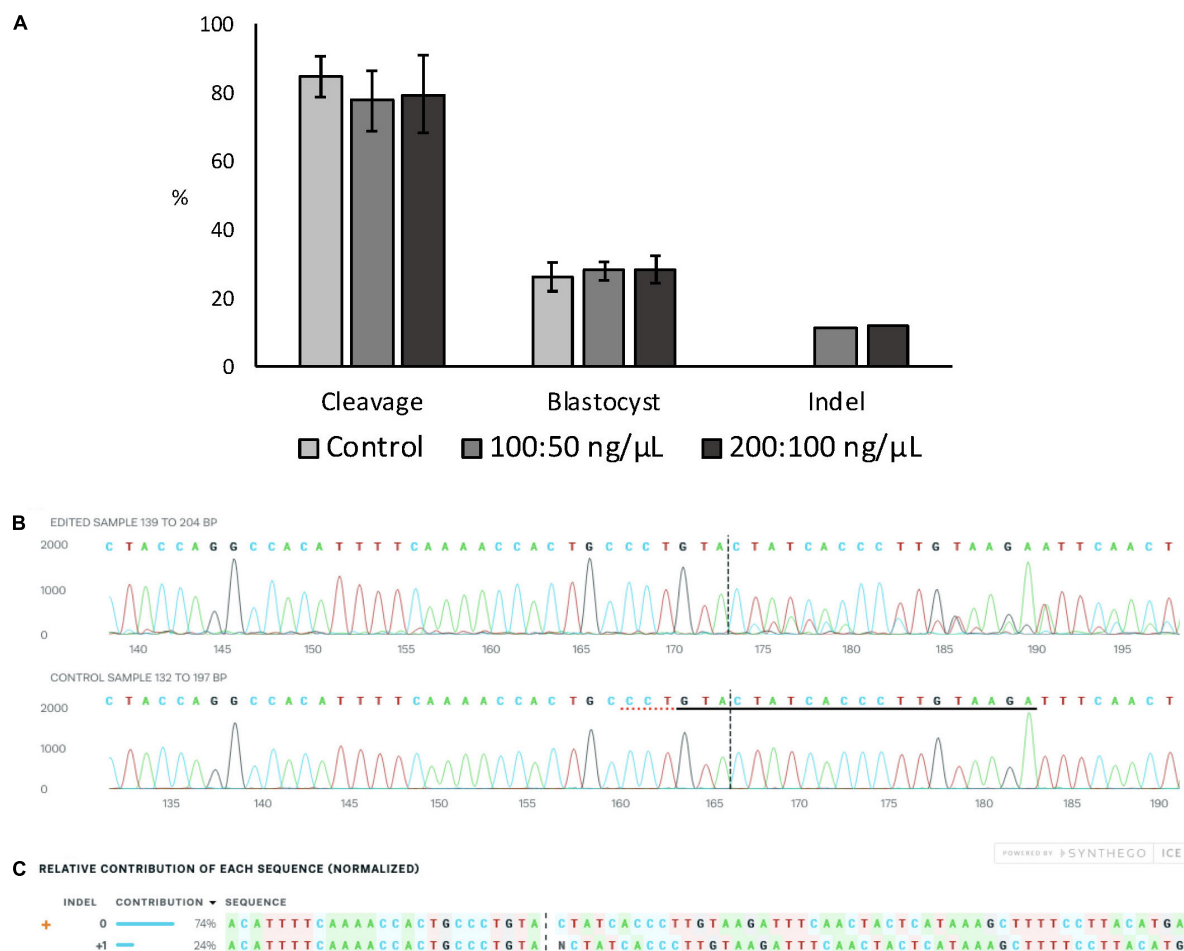 A
100
80
60
%
40
20
0
Cleavage Blastocyst Indel
Control 100:50 ng/µL 200:100 ng/µL
B
EDITED SAMPLE 139 TO 204 BP
C T A C C A G G C C A C A T T T T C A A A A C C A C T G C C C T G T A C T A T C A C C C T T G T A A G A A T T C A A C T
2000
1000
0
140 145 150 155 160 165 170 175 180 185 190 195
CONTROL SAMPLE 132 TO 197 BP
C T A C C A G G C C A C A T T T T C A A A A C C A C T G C C C T G T A C T A T C A C C C T T G T A A G A T T T C A A C T
2000
1000
0
135 140 145 150 155 160 165 170 175 180 185 190
POWERED BY SYNTHEGO ICE
C RELATIVE CONTRIBUTION OF EACH SEQUENCE (NORMALIZED)
INDEL CONTRIBUTION SEQUENCE
+ 0 74% A C A T T T T C A A A A C C A C T G C C C T G T A C T A T C A C C C T T G T A A G A T T T C A A C T A C T C A T A A A G C T T T T C C T T A C A T G A
+1 24% A C A T T T T C A A A A C C A C T G C C C T G T A N C T A T C A C C C T T G T A A G A T T T C A A C T A C T C A T A A A G C T T T T C C T T A C A T G